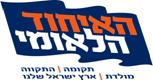 האיחוד
הלאומי
תקומה | התקווה
מולדת | ארץ ישראל שלנו